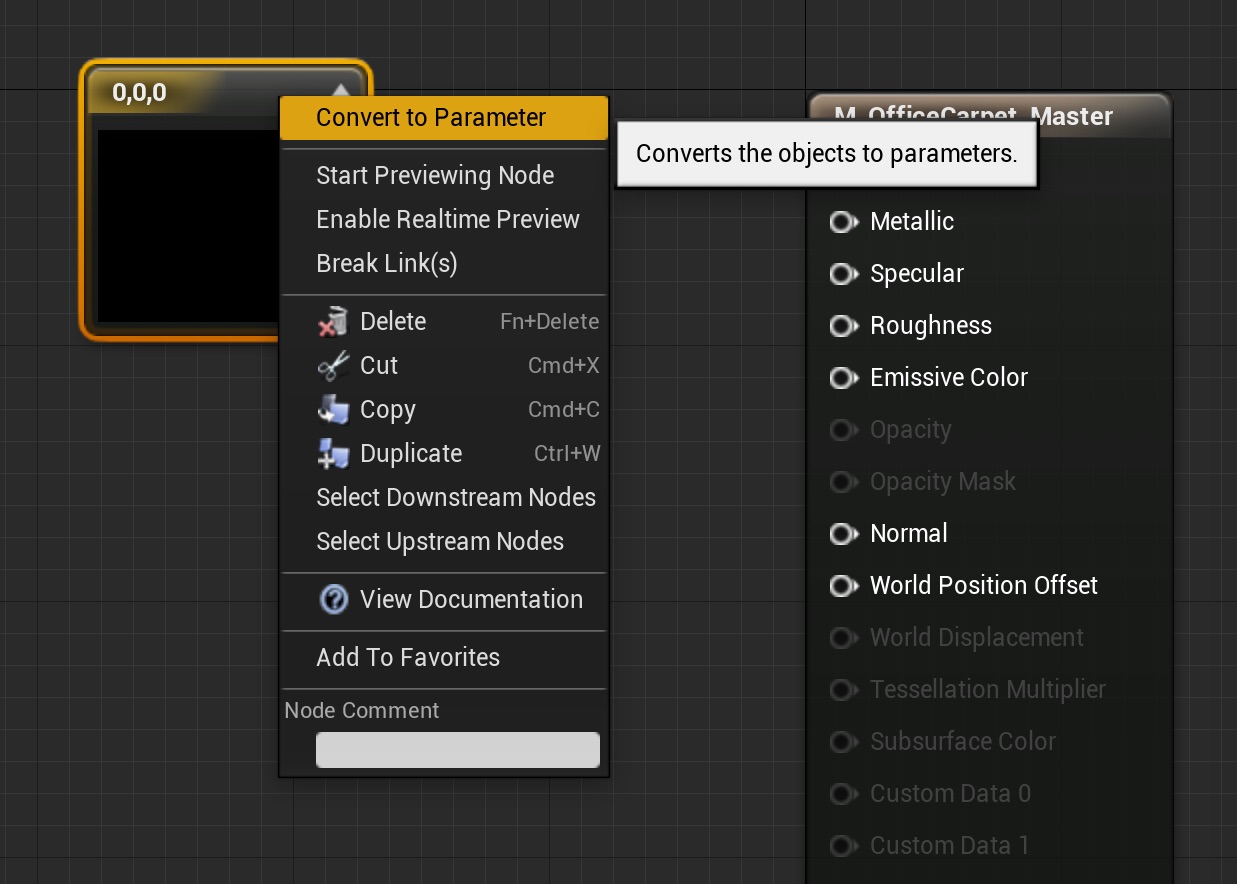 0,0,0
Convert to Parameter
Start Previewing Node
Enable Realtime Preview
Break Link(s)
Delete Fn+Delete
Cut Cmd+X
Copy Cmd+C
Duplicate Ctrl+W
Select Downstream Nodes
Select Upstream Nodes
View Documentation
Add To Favorites
Node Comment
Converts the objects to parameters.
M_OfficeCarpet_Master
Metallic
Specular
Roughness
Emissive Color
Opacity
Opacity Mask
Normal
World Position Offset
World Displacement
Tessellation Multiplier
Subsurface Color
Custom Data 0
Custom Data 1